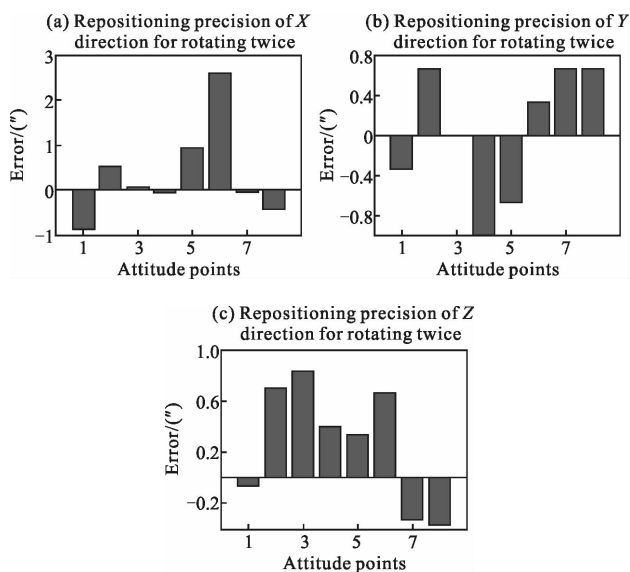 (a) Repositioning precision of X
direction for rotating twice
3
2
1
0
−1
Error/(″)
1 3 5 7
Attitude points
(b) Repositioning precision of Y
direction for rotating twice
0.8
0.4
0
−0.4
−0.8
Error/(″)
1 3 5 7
Attitude points
(c) Repositioning precision of Z
direction for rotating twice
1.0
0.6
0.2
−0.2
Error/(″)
1 3 5 7
Attitude points